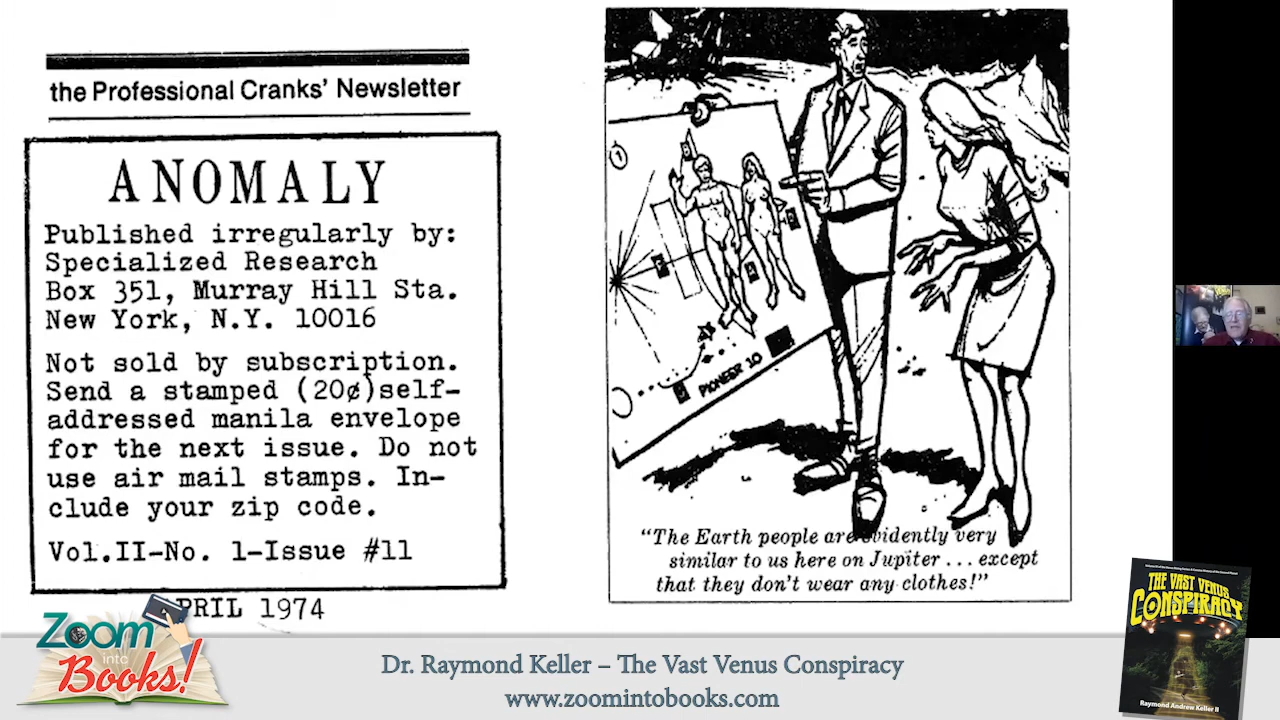 the Professional Cranks' Newsletter
ANOMALY
Published irregularly by:
Specialized Research
Box 351, Murray Hill Sta.
New York, N.Y. 10016
Not sold by subscription.
Send a stamped (20¢)self-
addressed manila envelope
for the next issue. Do not
use air mail stamps. In-
clude your zip code.
Vol.II-No. 1-Issue #11
APRIL 1974
PIONEER 10
"The Earth people are evidently very
similar to us here on Jupiter ... except
that they don't wear any clothes!"
Zoom
into
Books!
Dr. Raymond Keller – The Vast Venus Conspiracy
www.zoomintobooks.com
THE VAST VENUS
CONSPIRACY
Raymond Andrew Keller II